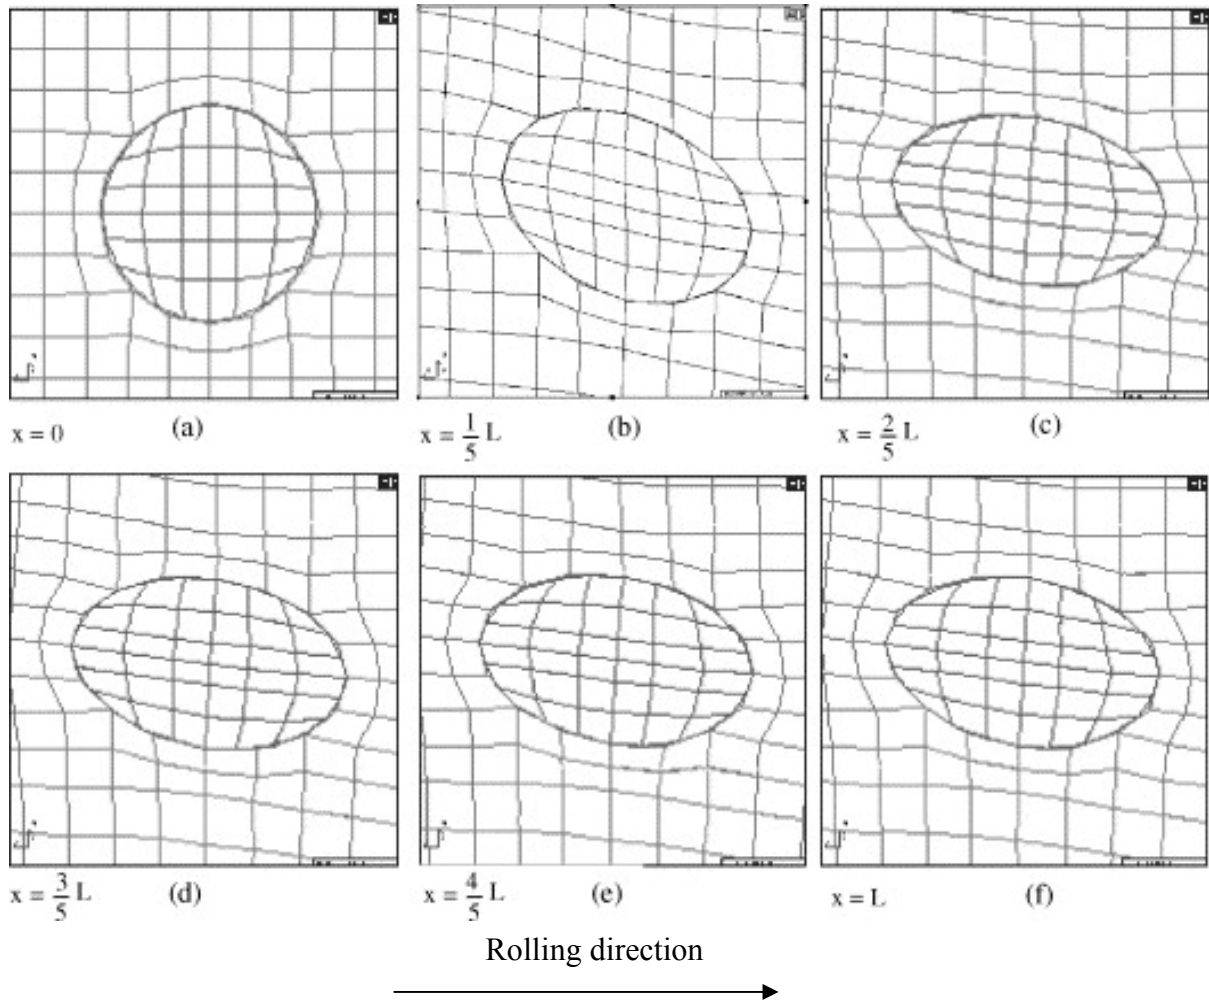 x = 0 (a)
x = 1/5 L (b)
x = 2/5 L (c)
x = 3/5 L (d)
x = 4/5 L (e)
x = L (f)
Rolling direction